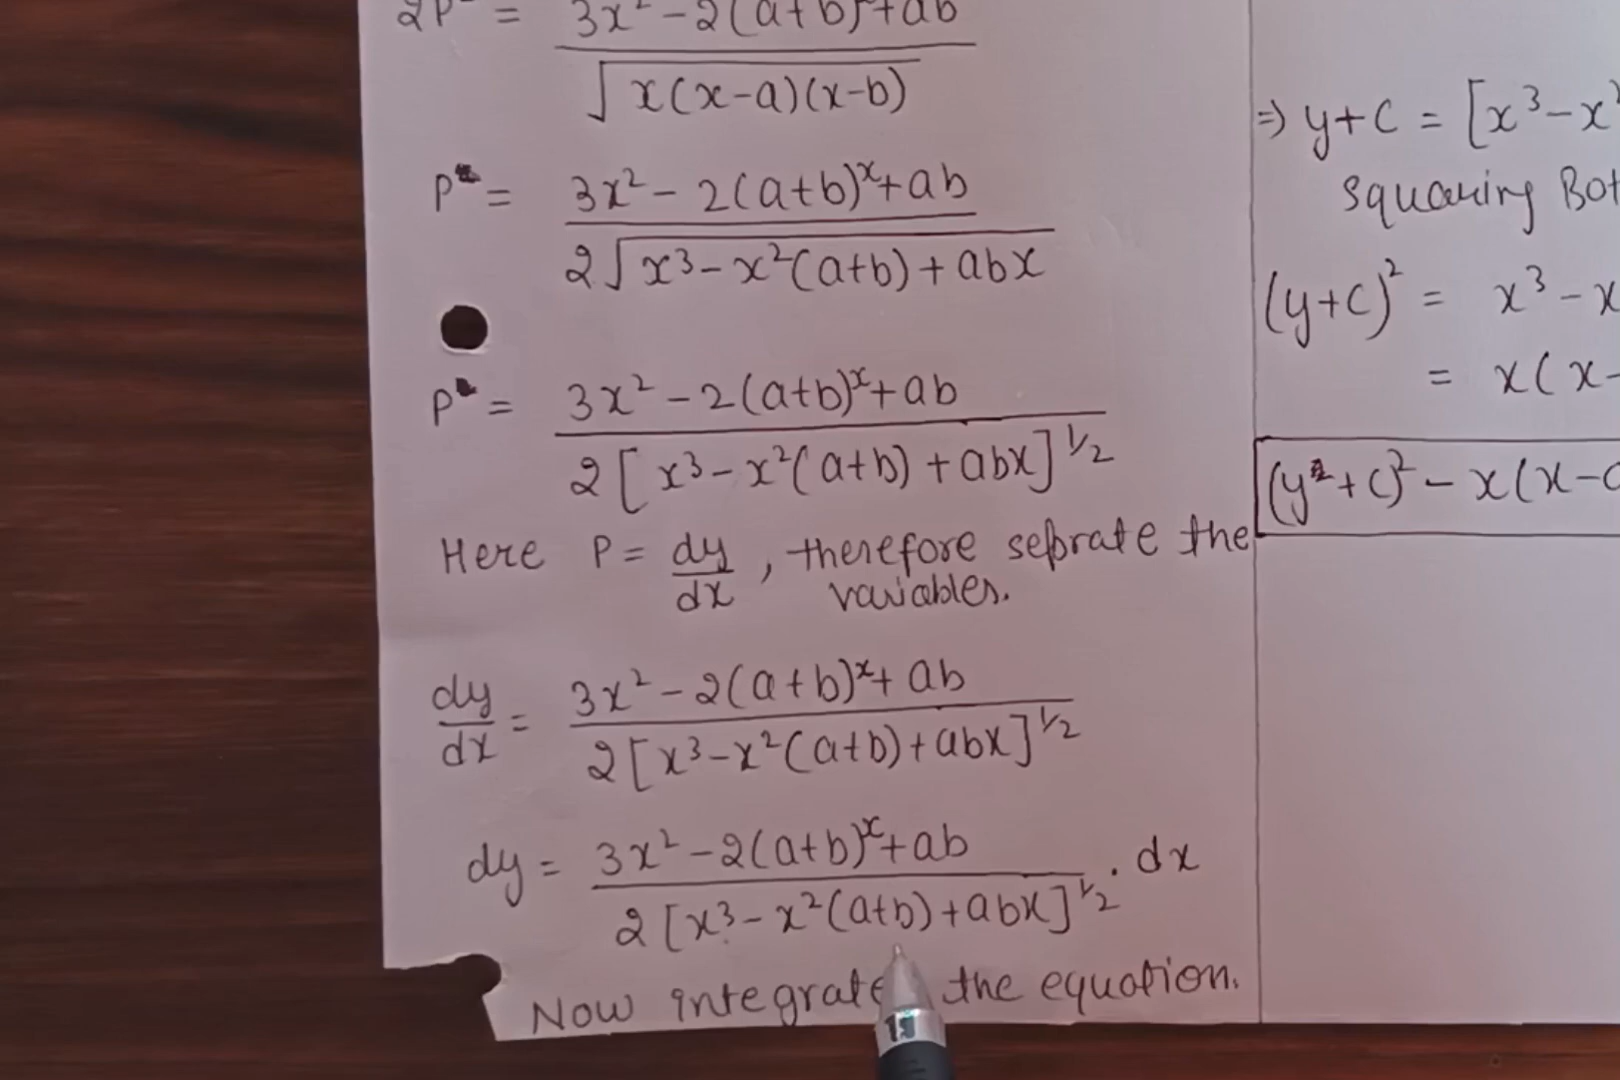 2P = 3x² - 2(a+b) + ab
√x(x-a)(x-b)
P = 3x² - 2(a+b)x + ab
2√x³ - x²(a+b) + abx
P = 3x² - 2(a+b)x + ab
2[x³ - x²(a+b) + abx]^1/2
Here P = dy/dx, therefore seprate the
variables.
dy/dx = 3x² - 2(a+b)x + ab
2[x³ - x²(a+b) + abx]^1/2
dy = 3x² - 2(a+b)x + ab . dx
2[x³ - x²(a+b) + abx]^1/2
Now integrate the equation.
⇒ y+c = [x³ - x
Squaring Bot
(y+c)² = x³ - x
= x(x-
(y+c)² - x(x-
13